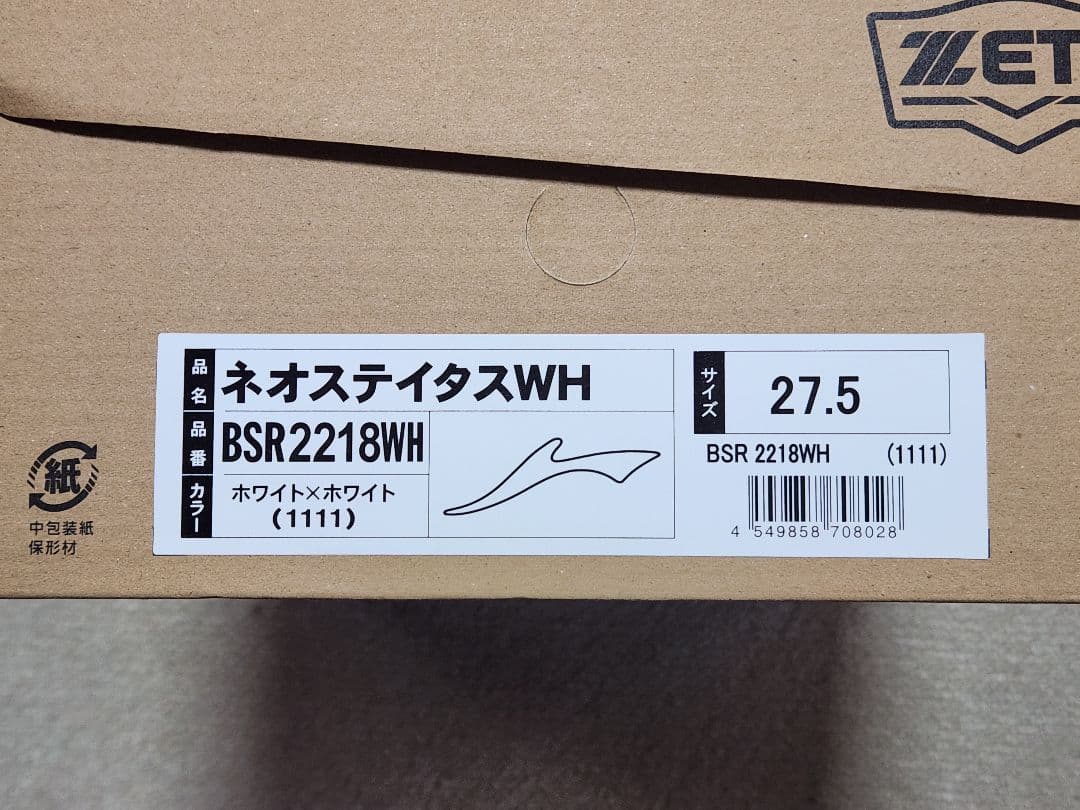 ZET
品名 ネオステイタスWH
品番 BSR2218WH
カラー ホワイト×ホワイト
(1111)
サイズ 27.5
BSR 2218WH (1111)
4 549858 708028
紙
中包装紙
保形材